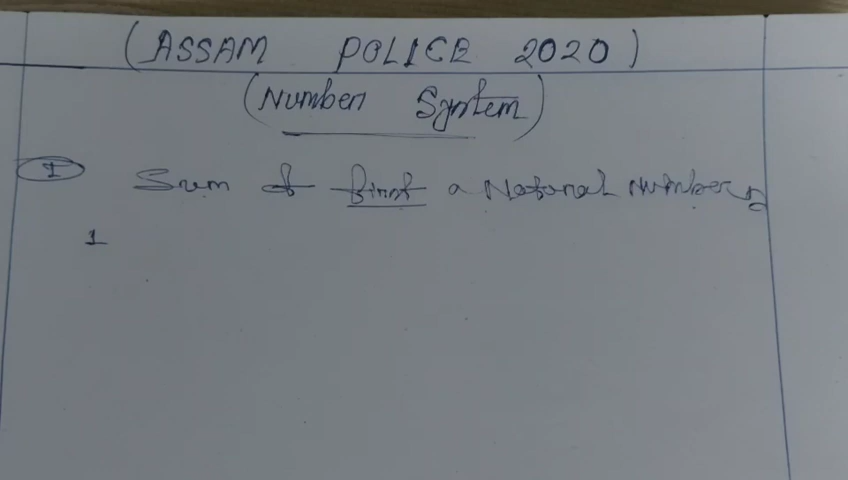 (ASSAM POLICE 2020)
(Number System)
I Sum of first n Natural Numbers
1